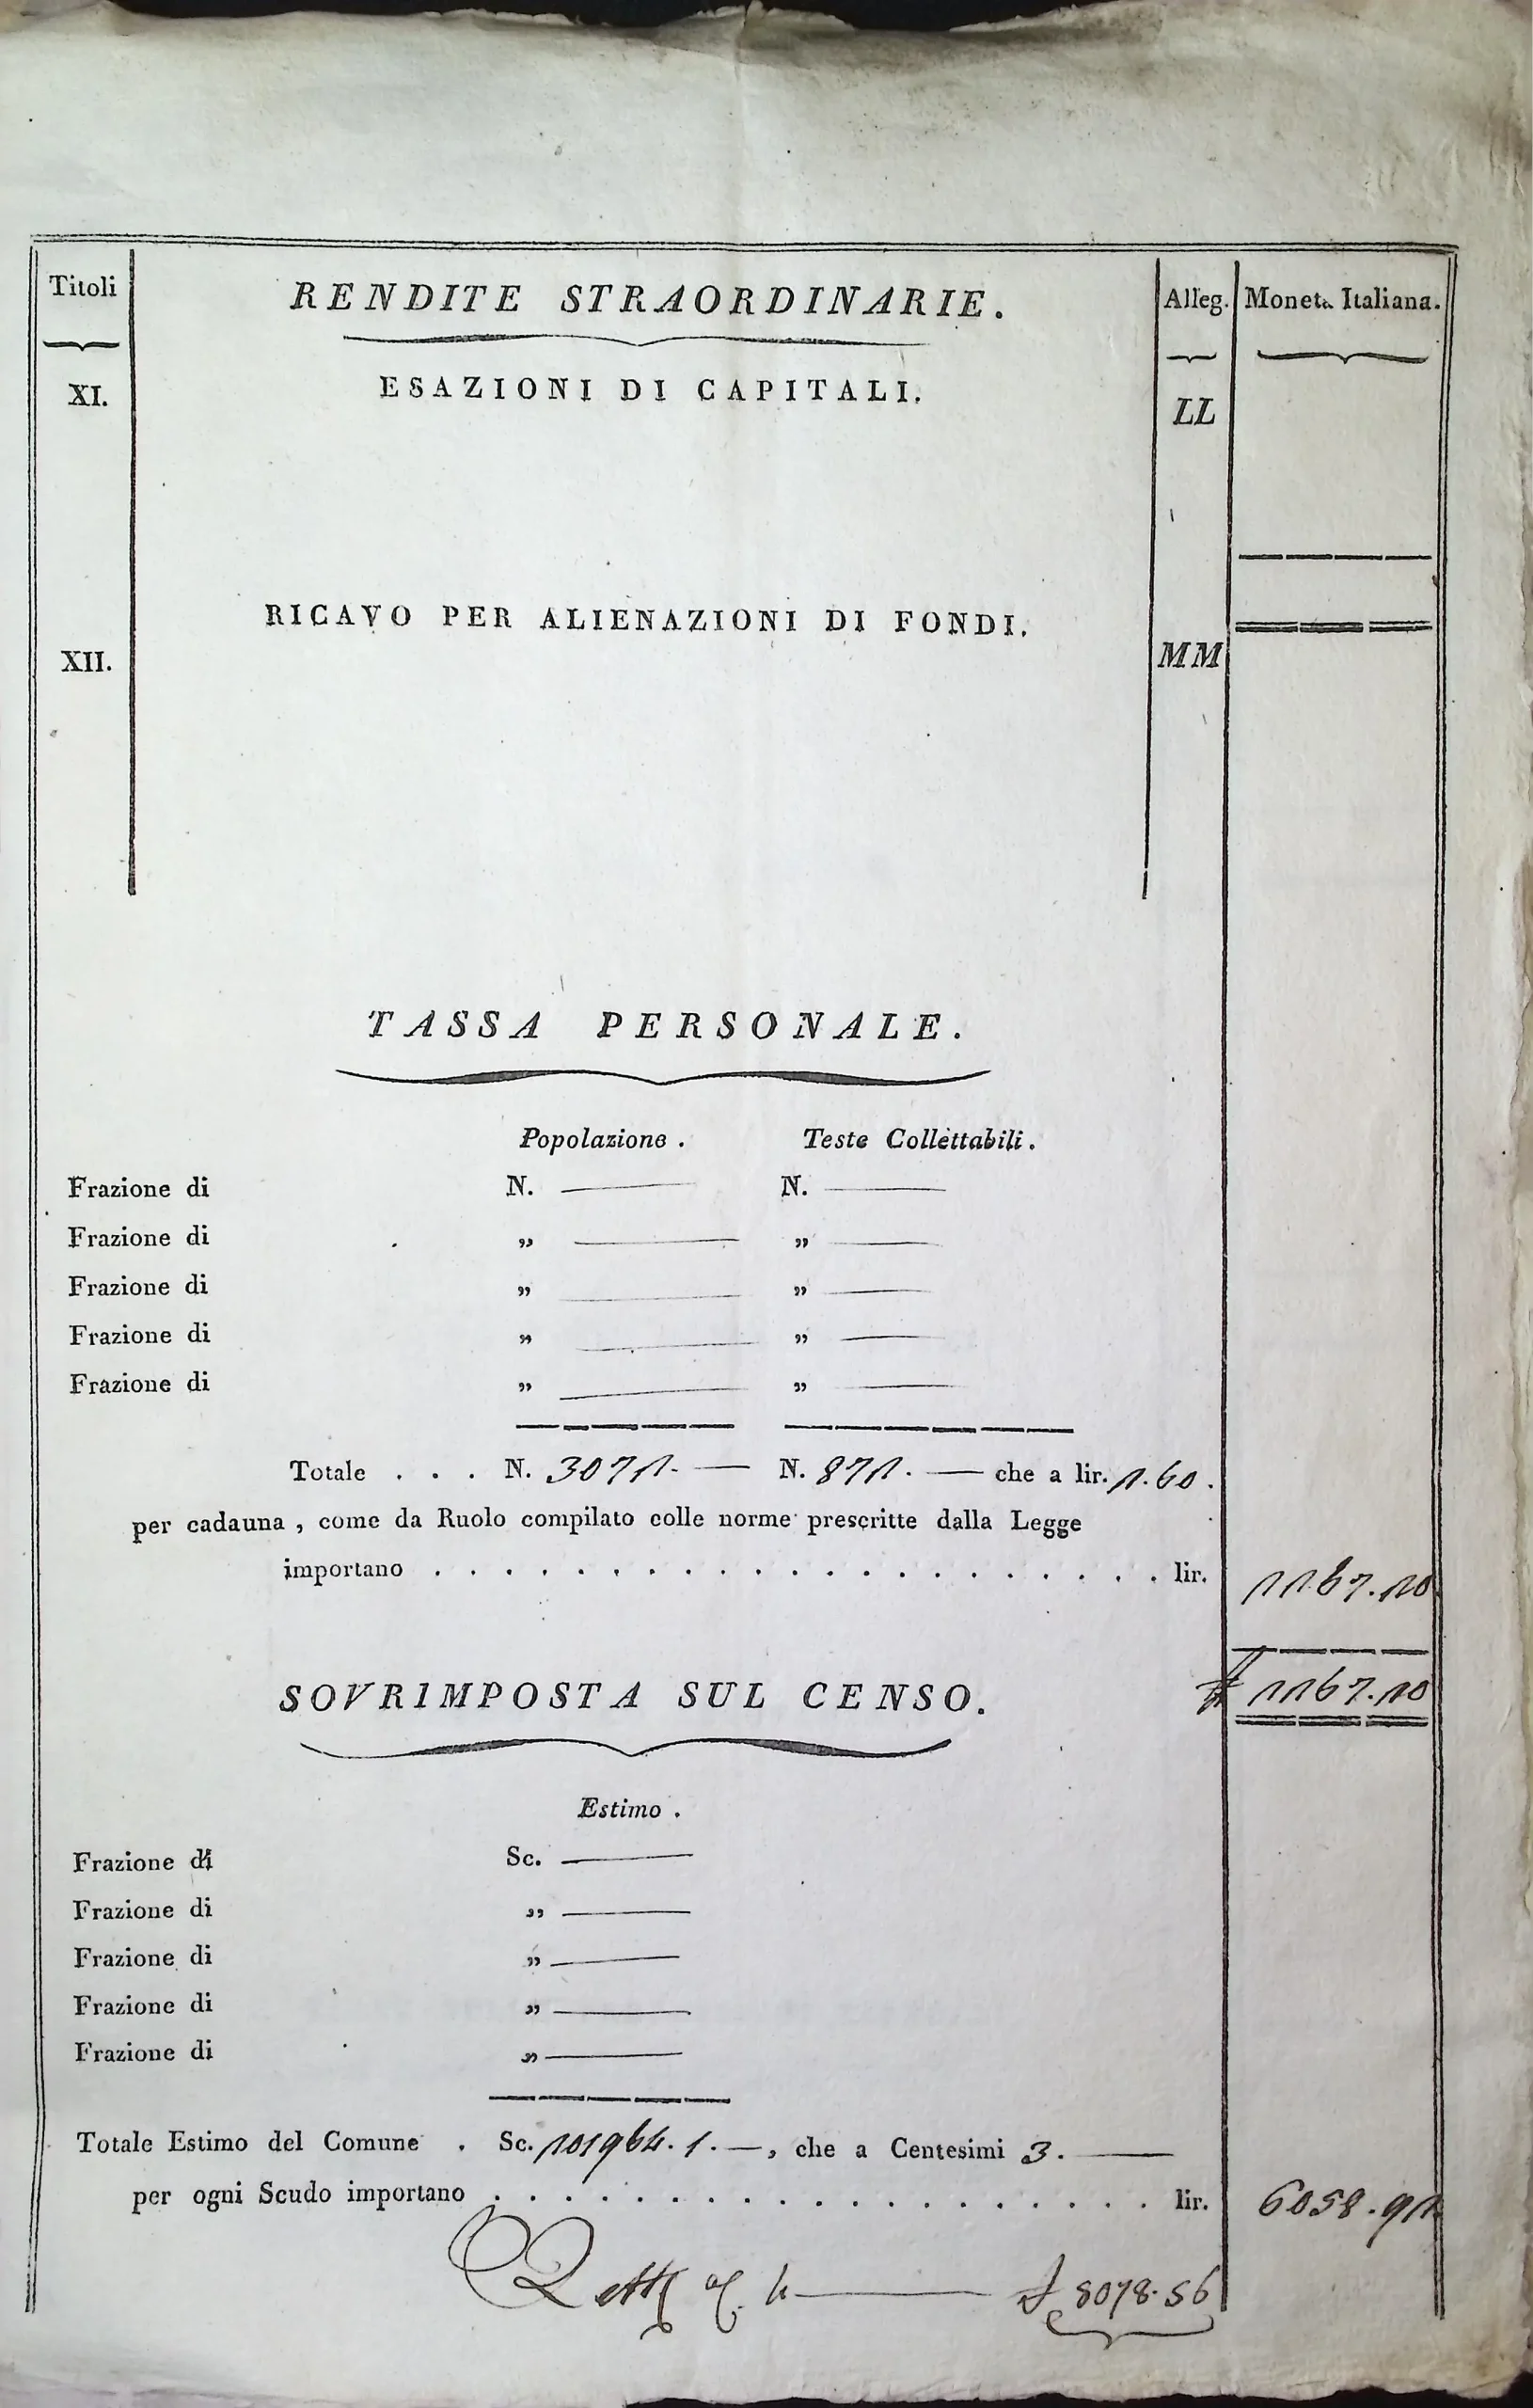 Titoli RENDITE STRAORDINARIE. Alleg. Moneta Italiana.
XI. ESAZIONI DI CAPITALI. LL
RICAVO PER ALIENAZIONI DI FONDI.
XII. MM
TASSA PERSONALE.
Popolazione. Teste Collettabili.
Frazione di N. — N. —
Frazione di „ — „ —
Frazione di „ — „ —
Frazione di „ — „ —
Frazione di „ — „ —
Totale . . . N. 3071. — N. 871. — che a lir. 1.60.
per cadauna, come da Ruolo compilato colle norme prescritte dalla Legge
importano . . . . . . . . . . . . . . . . . . . . . lir. 1167.10
SOVRIMPOSTA SUL CENSO. 1167.10
Estimo.
Frazione di Sc. —
Frazione di „ —
Frazione di „ —
Frazione di „ —
Frazione di „ —
Totale Estimo del Comune . Sc. 101964.1. —, che a Centesimi 3. —
per ogni Scudo importano . . . . . . . . . . . . . . . . . . . lir. 6058.91
8078.56